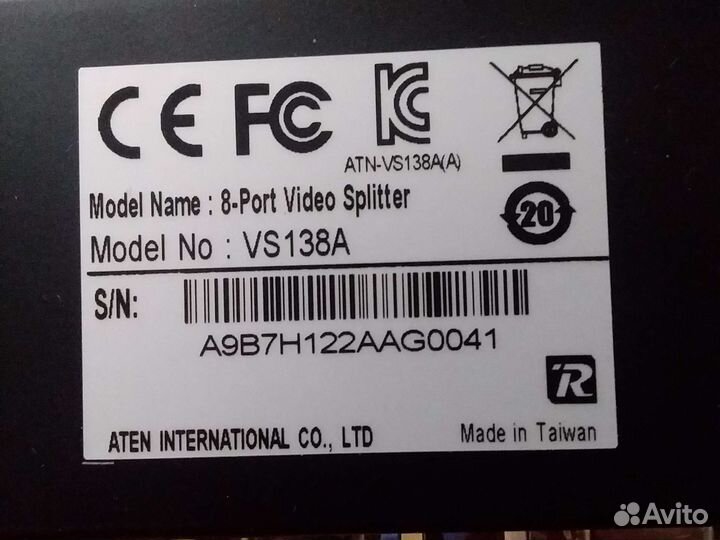 CE FC KC
ATN-VS138A(A)
Model Name : 8-Port Video Splitter
20
Model No : VS138A
S/N:
A9B7H122AAG0041
R
ATEN INTERNATIONAL CO., LTD
Made in Taiwan
Avito